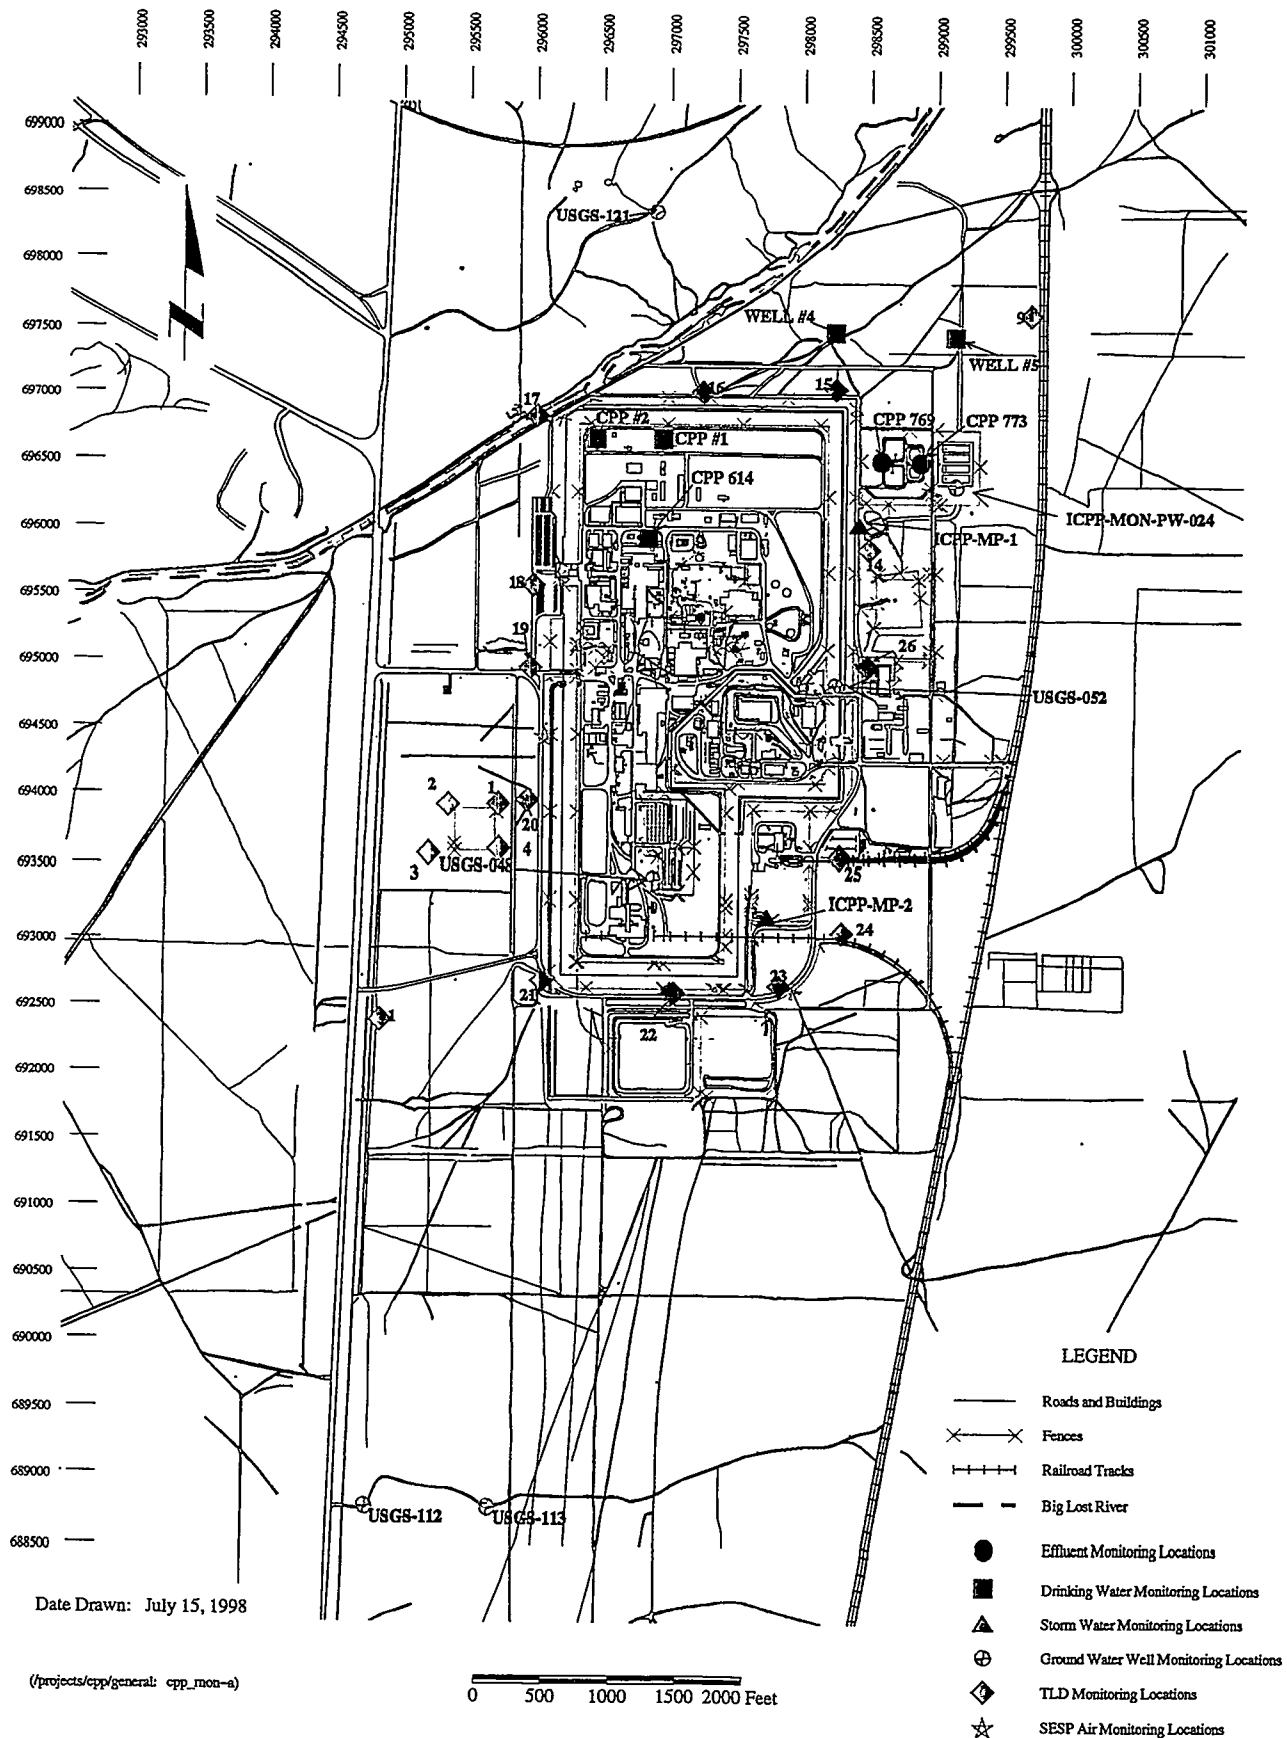 293000 293500 294000 294500 295000 295500 296000 296500 297000 297500 298000 298500 299000 299500 300000 300500 301000
699000
698500
USGS-121
698000
697500
WELL #4
WELL #5
697000
16
15
17
CPP #2
CPP #1
CPP 769
CPP 773
696500
CPP 614
ICPP-MON-PW-024
696000
ICPP-MP-1
14
695500
18
19
26
695000
USGS-052
694500
694000
2
1
20
693500
3
USGS-048
4
25
ICPP-MP-2
693000
24
21
23
692500
22
692000
691500
691000
690500
690000
LEGEND
689500
Roads and Buildings
Fences
689000
Railroad Tracks
Big Lost River
USGS-112
USGS-113
688500
Effluent Monitoring Locations
Drinking Water Monitoring Locations
Date Drawn: July 15, 1998
Storm Water Monitoring Locations
Ground Water Well Monitoring Locations
(/projects/cpp/general: cpp_mon-a)
0 500 1000 1500 2000 Feet
TLD Monitoring Locations
SESP Air Monitoring Locations